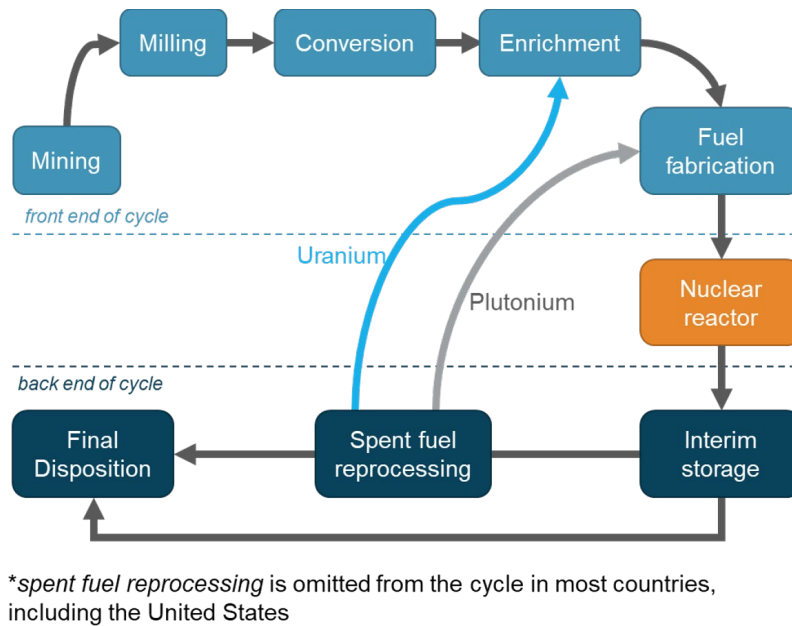 Milling
Conversion
Enrichment
Mining
Fuel
fabrication
front end of cycle
Uranium
Plutonium
Nuclear
reactor
back end of cycle
Final
Disposition
Spent fuel
reprocessing
Interim
storage
*spent fuel reprocessing is omitted from the cycle in most countries,
including the United States